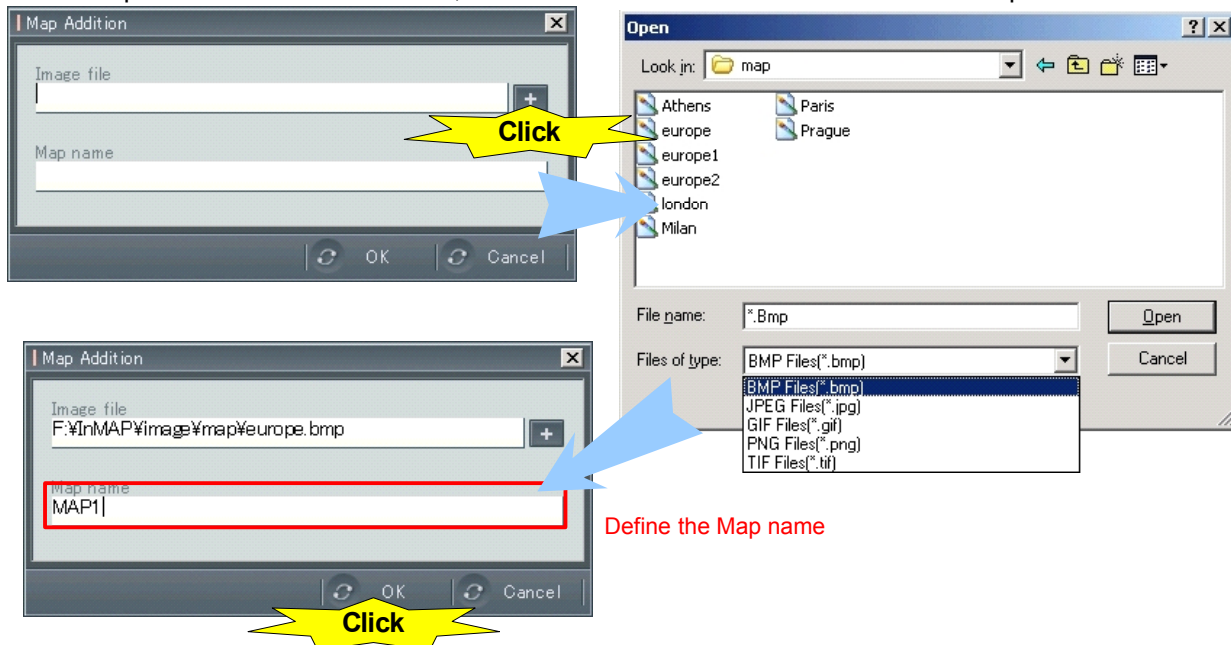 Map Addition
Image file
+
Click
Map name
OK
Cancel
Open
Look in:
map
Athens
europe
europe1
europe2
london
Milan
Paris
Prague
File name:
*.Bmp
Open
Files of type:
BMP Files(*.bmp)
Cancel
BMP Files(*.bmp)
JPEG Files(*.jpg)
GIF Files(*.gif)
PNG Files(*.png)
TIF Files(*.tif)
Map Addition
Image file
F:¥InMAP¥image¥map¥europe.bmp
+
Map name
MAP1
Define the Map name
OK
Cancel
Click